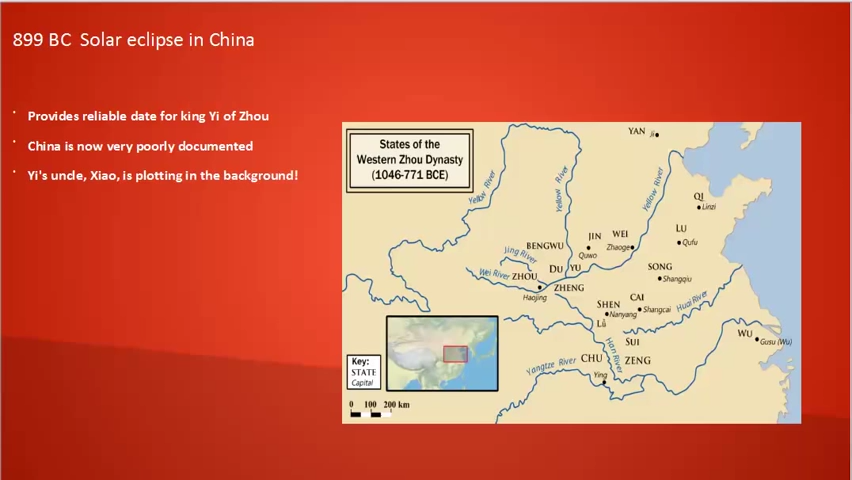 899 BC  Solar eclipse in China
Provides reliable date for king Yi of Zhou
China is now very poorly documented
Yi's uncle, Xiao, is plotting in the background!
States of the
Western Zhou Dynasty
(1046-771 BCE)
YAN
Ji
Yellow River
Yellow River
Yellow River
QI
Linzi
LU
Qufu
JIN
WEI
Quwo
Zhaoge
BENGWU
Jing River
Wei River
ZHOU
DU
YU
Haojing
ZHENG
SONG
Shangqiu
SHEN
CAI
Nanyang
Shangcai
Huai River
LÜ
SUI
WU
Gusu (Wu)
Han River
CHU
ZENG
Yangtze River
Ying
Key:
STATE
Capital
0 100 200 km